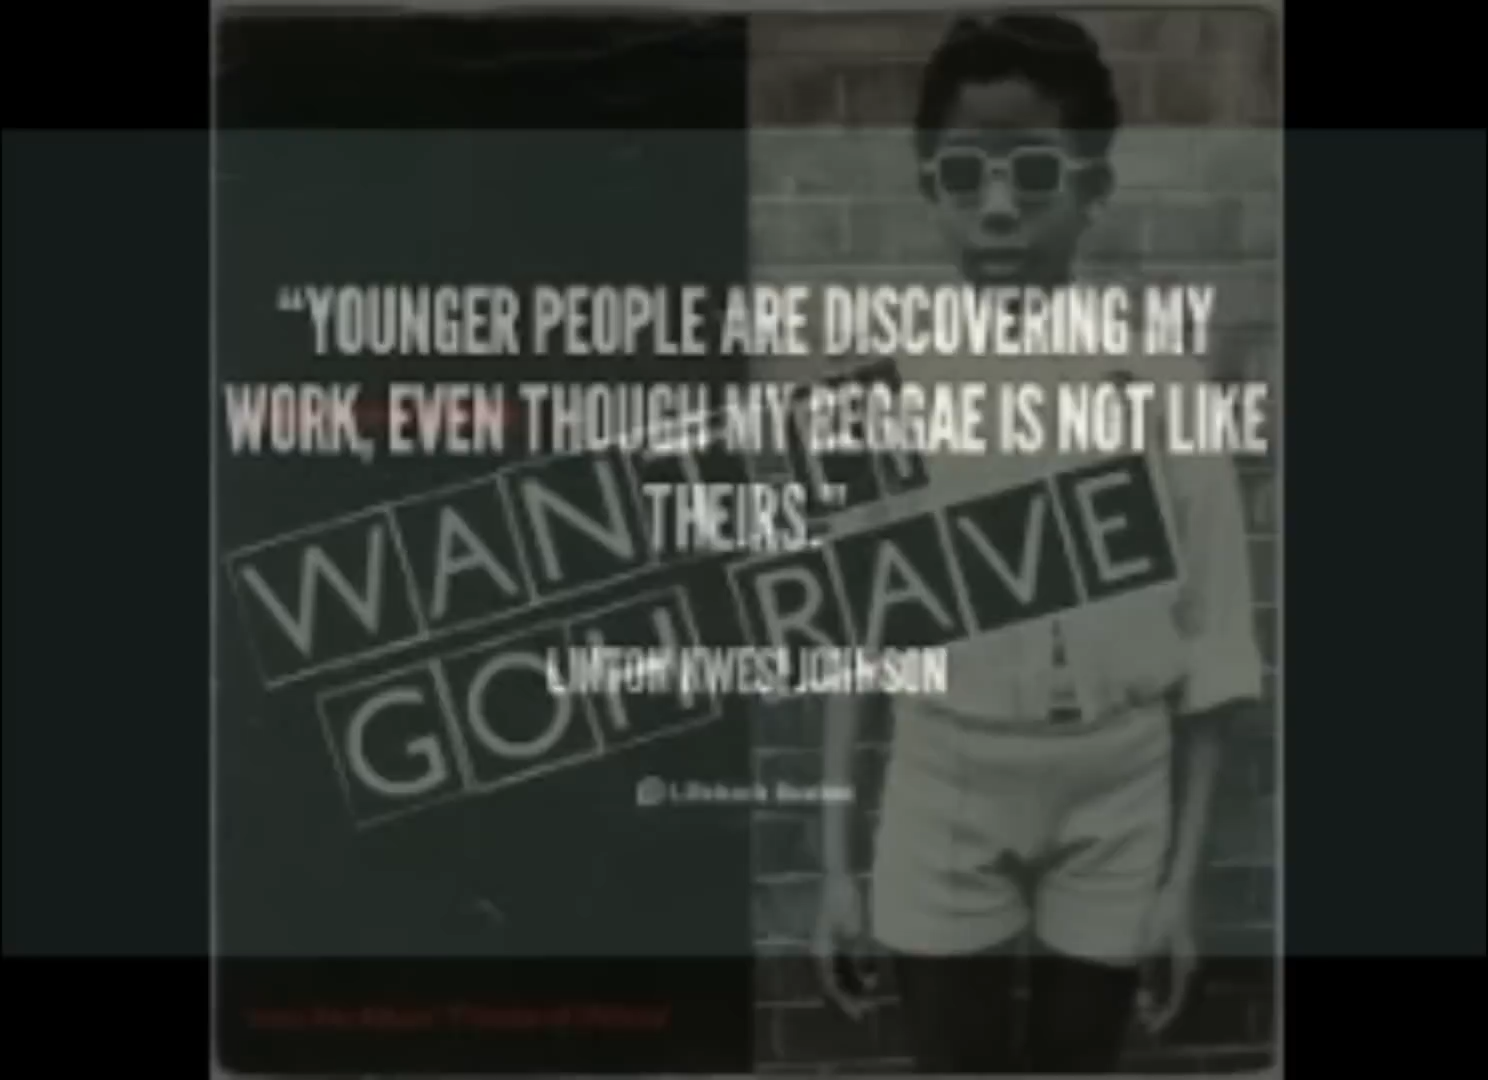 “YOUNGER PEOPLE ARE DISCOVERING MY
WORK, EVEN THOUGH MY REGGAE IS NOT LIKE
THEIRS.”
LINTON KWESI JOHNSON
WANT FI
GOH RAVE